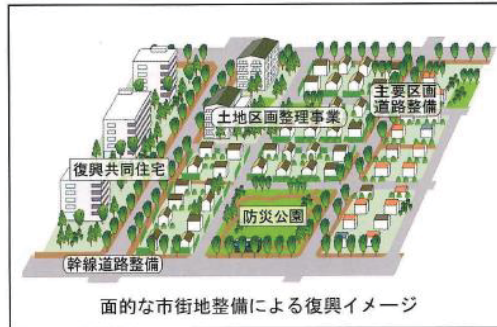 土地区画整理事業
主要区画
道路整備
復興共同住宅
防災公園
幹線道路整備
面的な市街地整備による復興イメージ